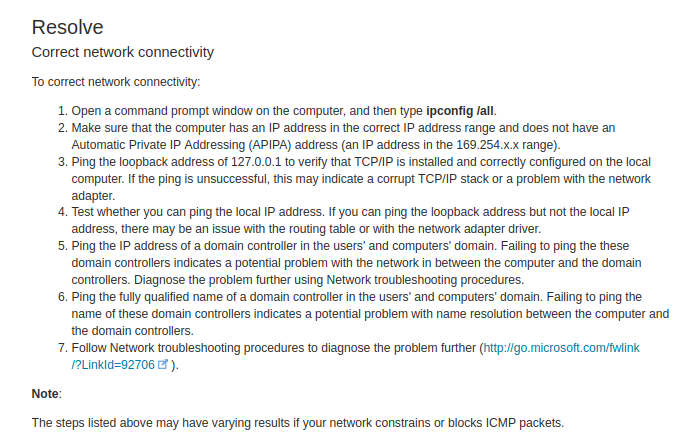 Resolve
Correct network connectivity
To correct network connectivity:
1. Open a command prompt window on the computer, and then type ipconfig /all.
2. Make sure that the computer has an IP address in the correct IP address range and does not have an
Automatic Private IP Addressing (APIPA) address (an IP address in the 169.254.x.x range).
3. Ping the loopback address of 127.0.0.1 to verify that TCP/IP is installed and correctly configured on the local
computer. If the ping is unsuccessful, this may indicate a corrupt TCP/IP stack or a problem with the network
adapter.
4. Test whether you can ping the local IP address. If you can ping the loopback address but not the local IP
address, there may be an issue with the routing table or with the network adapter driver.
5. Ping the IP address of a domain controller in the users' and computers' domain. Failing to ping the these
domain controllers indicates a potential problem with the network in between the computer and the domain
controllers. Diagnose the problem further using Network troubleshooting procedures.
6. Ping the fully qualified name of a domain controller in the users' and computers' domain. Failing to ping the
name of these domain controllers indicates a potential problem with name resolution between the computer and
the domain controllers.
7. Follow Network troubleshooting procedures to diagnose the problem further (http://go.microsoft.com/fwlink
/?LinkId=92706 ).
Note:
The steps listed above may have varying results if your network constrains or blocks ICMP packets.